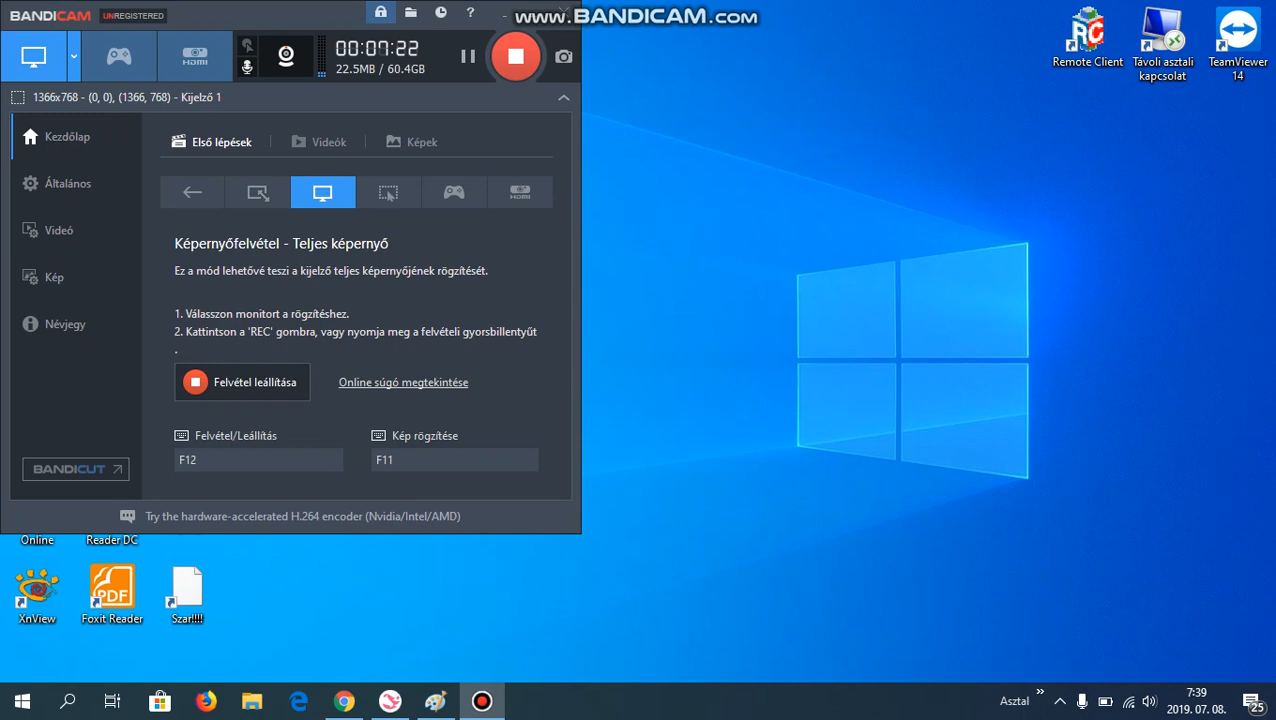 BANDICAM UNREGISTERED
www.BANDICAM.com
HDMI
00:07:22
22.5MB / 60.4GB
1366x768 - (0, 0), (1366, 768) - Kijelző 1
Kezdőlap
Általános
Videó
Kép
Névjegy
BANDICUT
Első lépések
Videók
Képek
HDMI
Képernyőfelvétel - Teljes képernyő
Ez a mód lehetővé teszi a kijelző teljes képernyőjének rögzítését.
1. Válasszon monitort a rögzítéshez.
2. Kattintson a 'REC' gombra, vagy nyomja meg a felvételi gyorsbillentyűt
.
Felvétel leállítása
Online súgó megtekintése
Felvétel/Leállítás
Kép rögzítése
F12
F11
Try the hardware-accelerated H.264 encoder (Nvidia/Intel/AMD)
RC
Remote Client
Távoli asztali
kapcsolat
TeamViewer
14
Online
Reader DC
XnView
PDF
Foxit Reader
Szar!!!!
Asztal
7:39
2019. 07. 08.
25